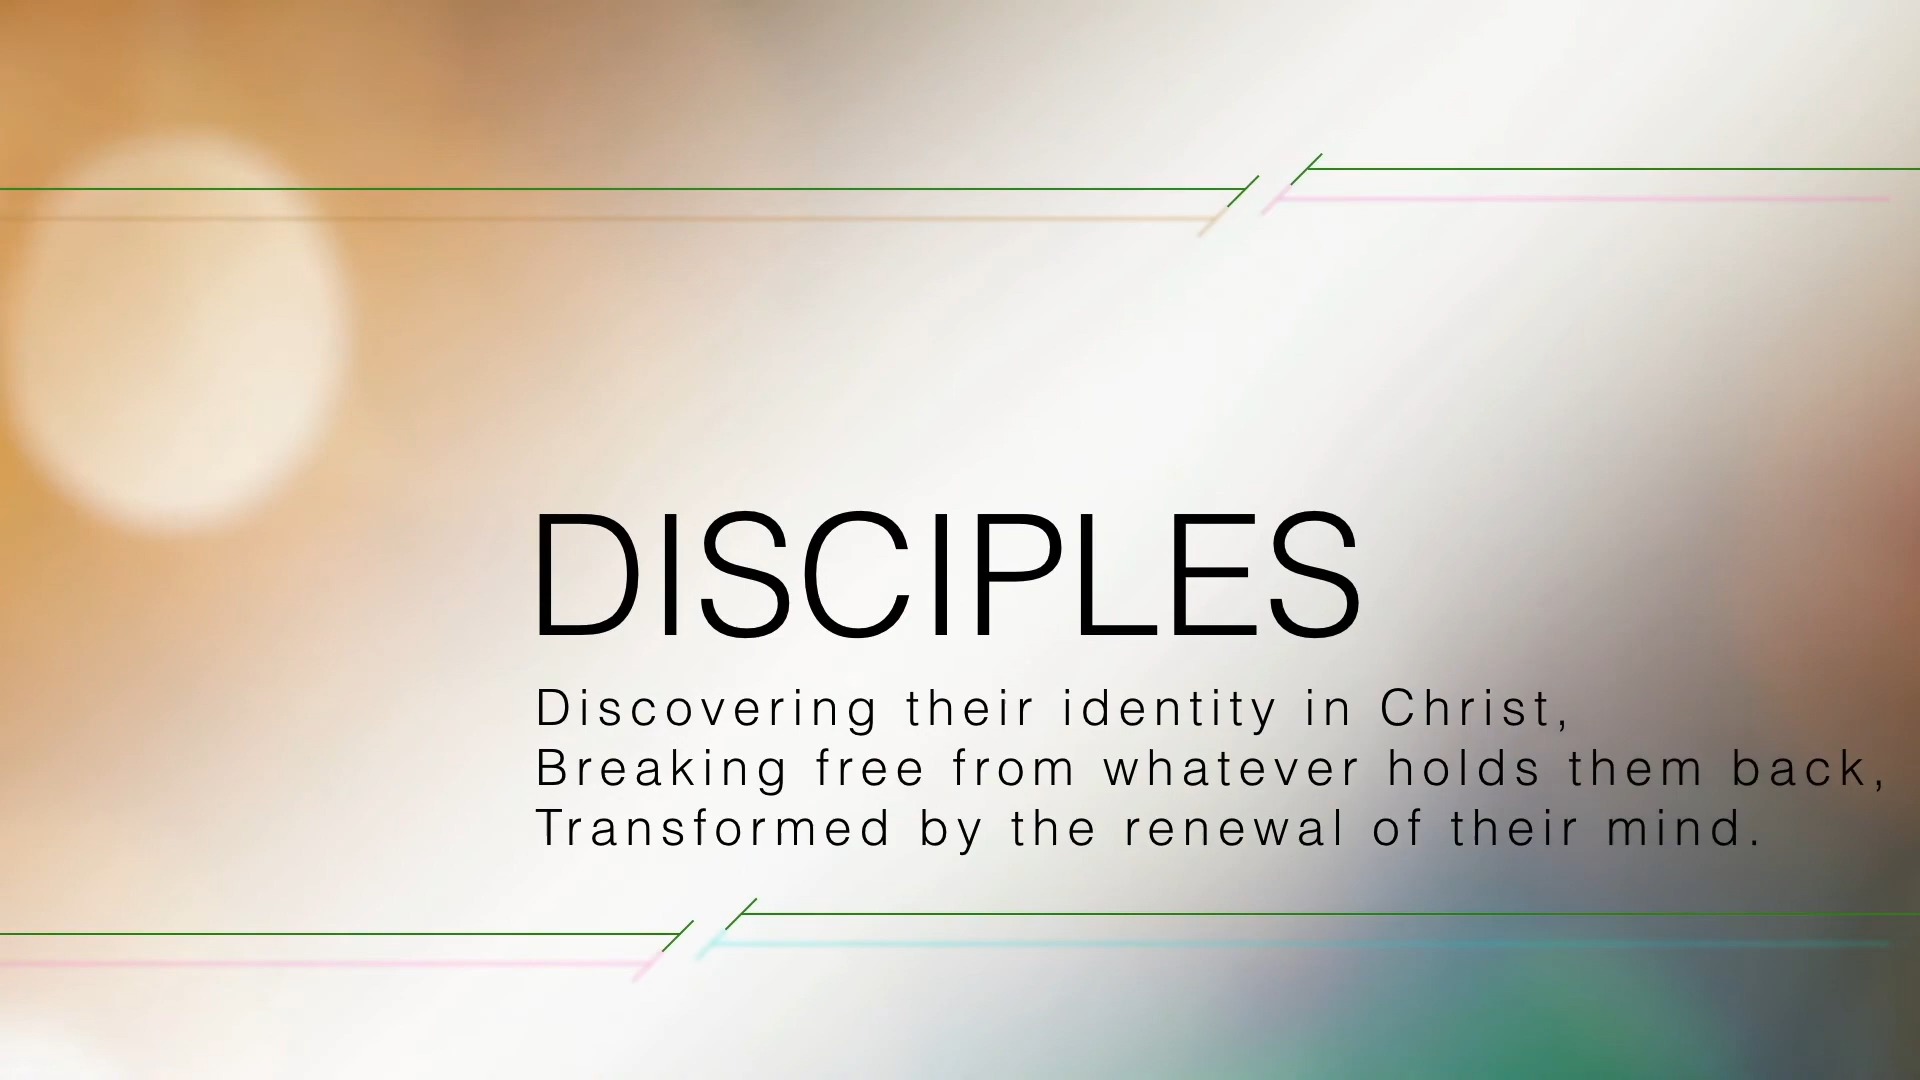 DISCIPLES
Discovering their identity in Christ,
Breaking free from whatever holds them back,
Transformed by the renewal of their mind.